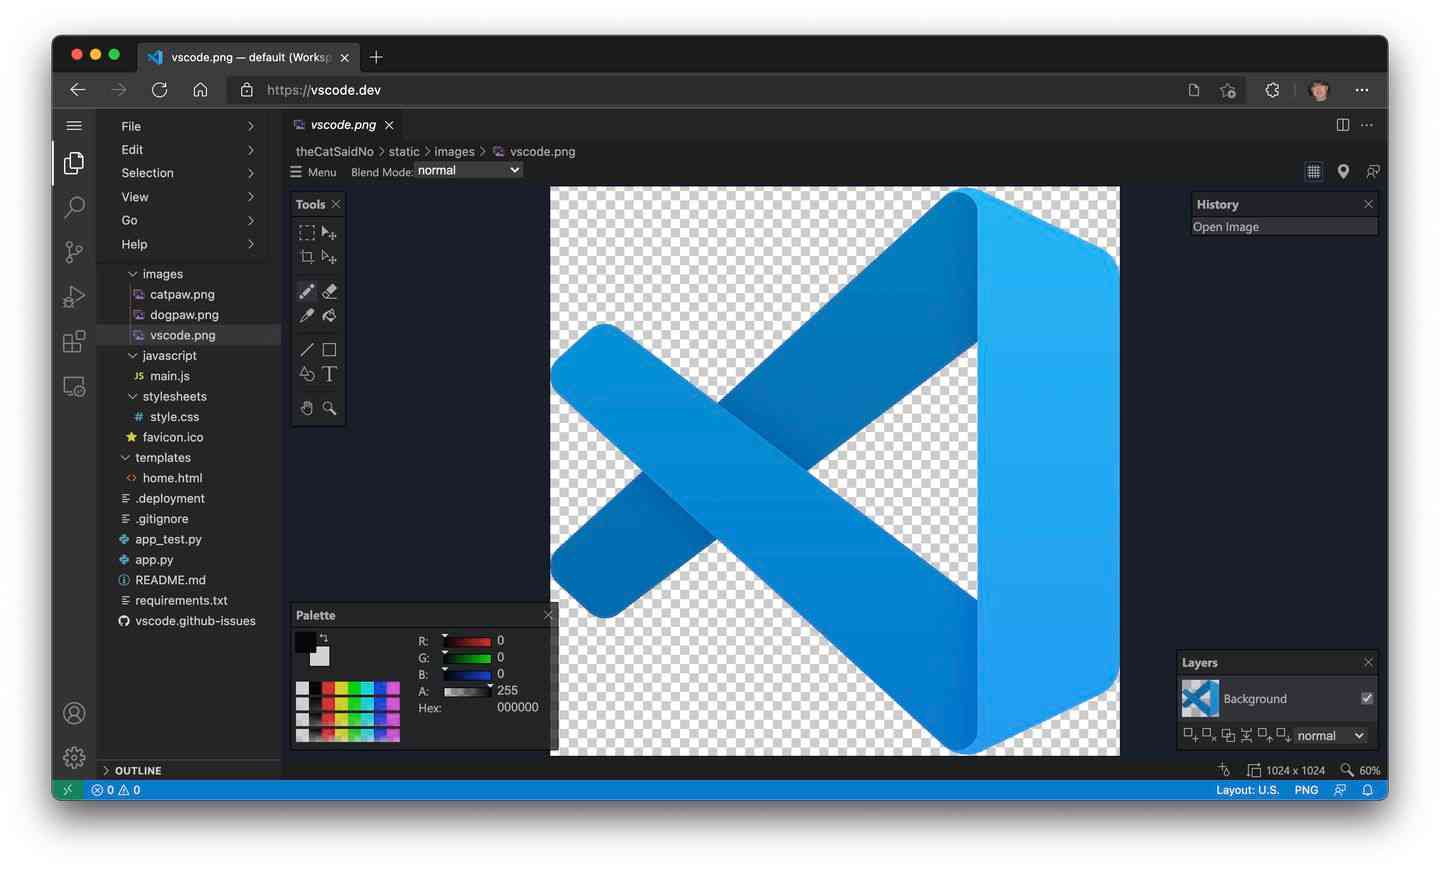 vscode.png — default (Worksp
https://vscode.dev
File
Edit
Selection
View
Go
Help
images
catpaw.png
dogpaw.png
vscode.png
javascript
JS main.js
stylesheets
# style.css
favicon.ico
templates
<> home.html
.deployment
.gitignore
app_test.py
app.py
README.md
requirements.txt
vscode.github-issues
OUTLINE
vscode.png
theCatSaidNo > static > images > vscode.png
Menu Blend Mode: normal
Tools
T
History
Open Image
Palette
R: 0
G: 0
B: 0
A: 255
Hex: 000000
Layers
Background
normal
1024 x 1024 60%
0 0
Layout: U.S. PNG